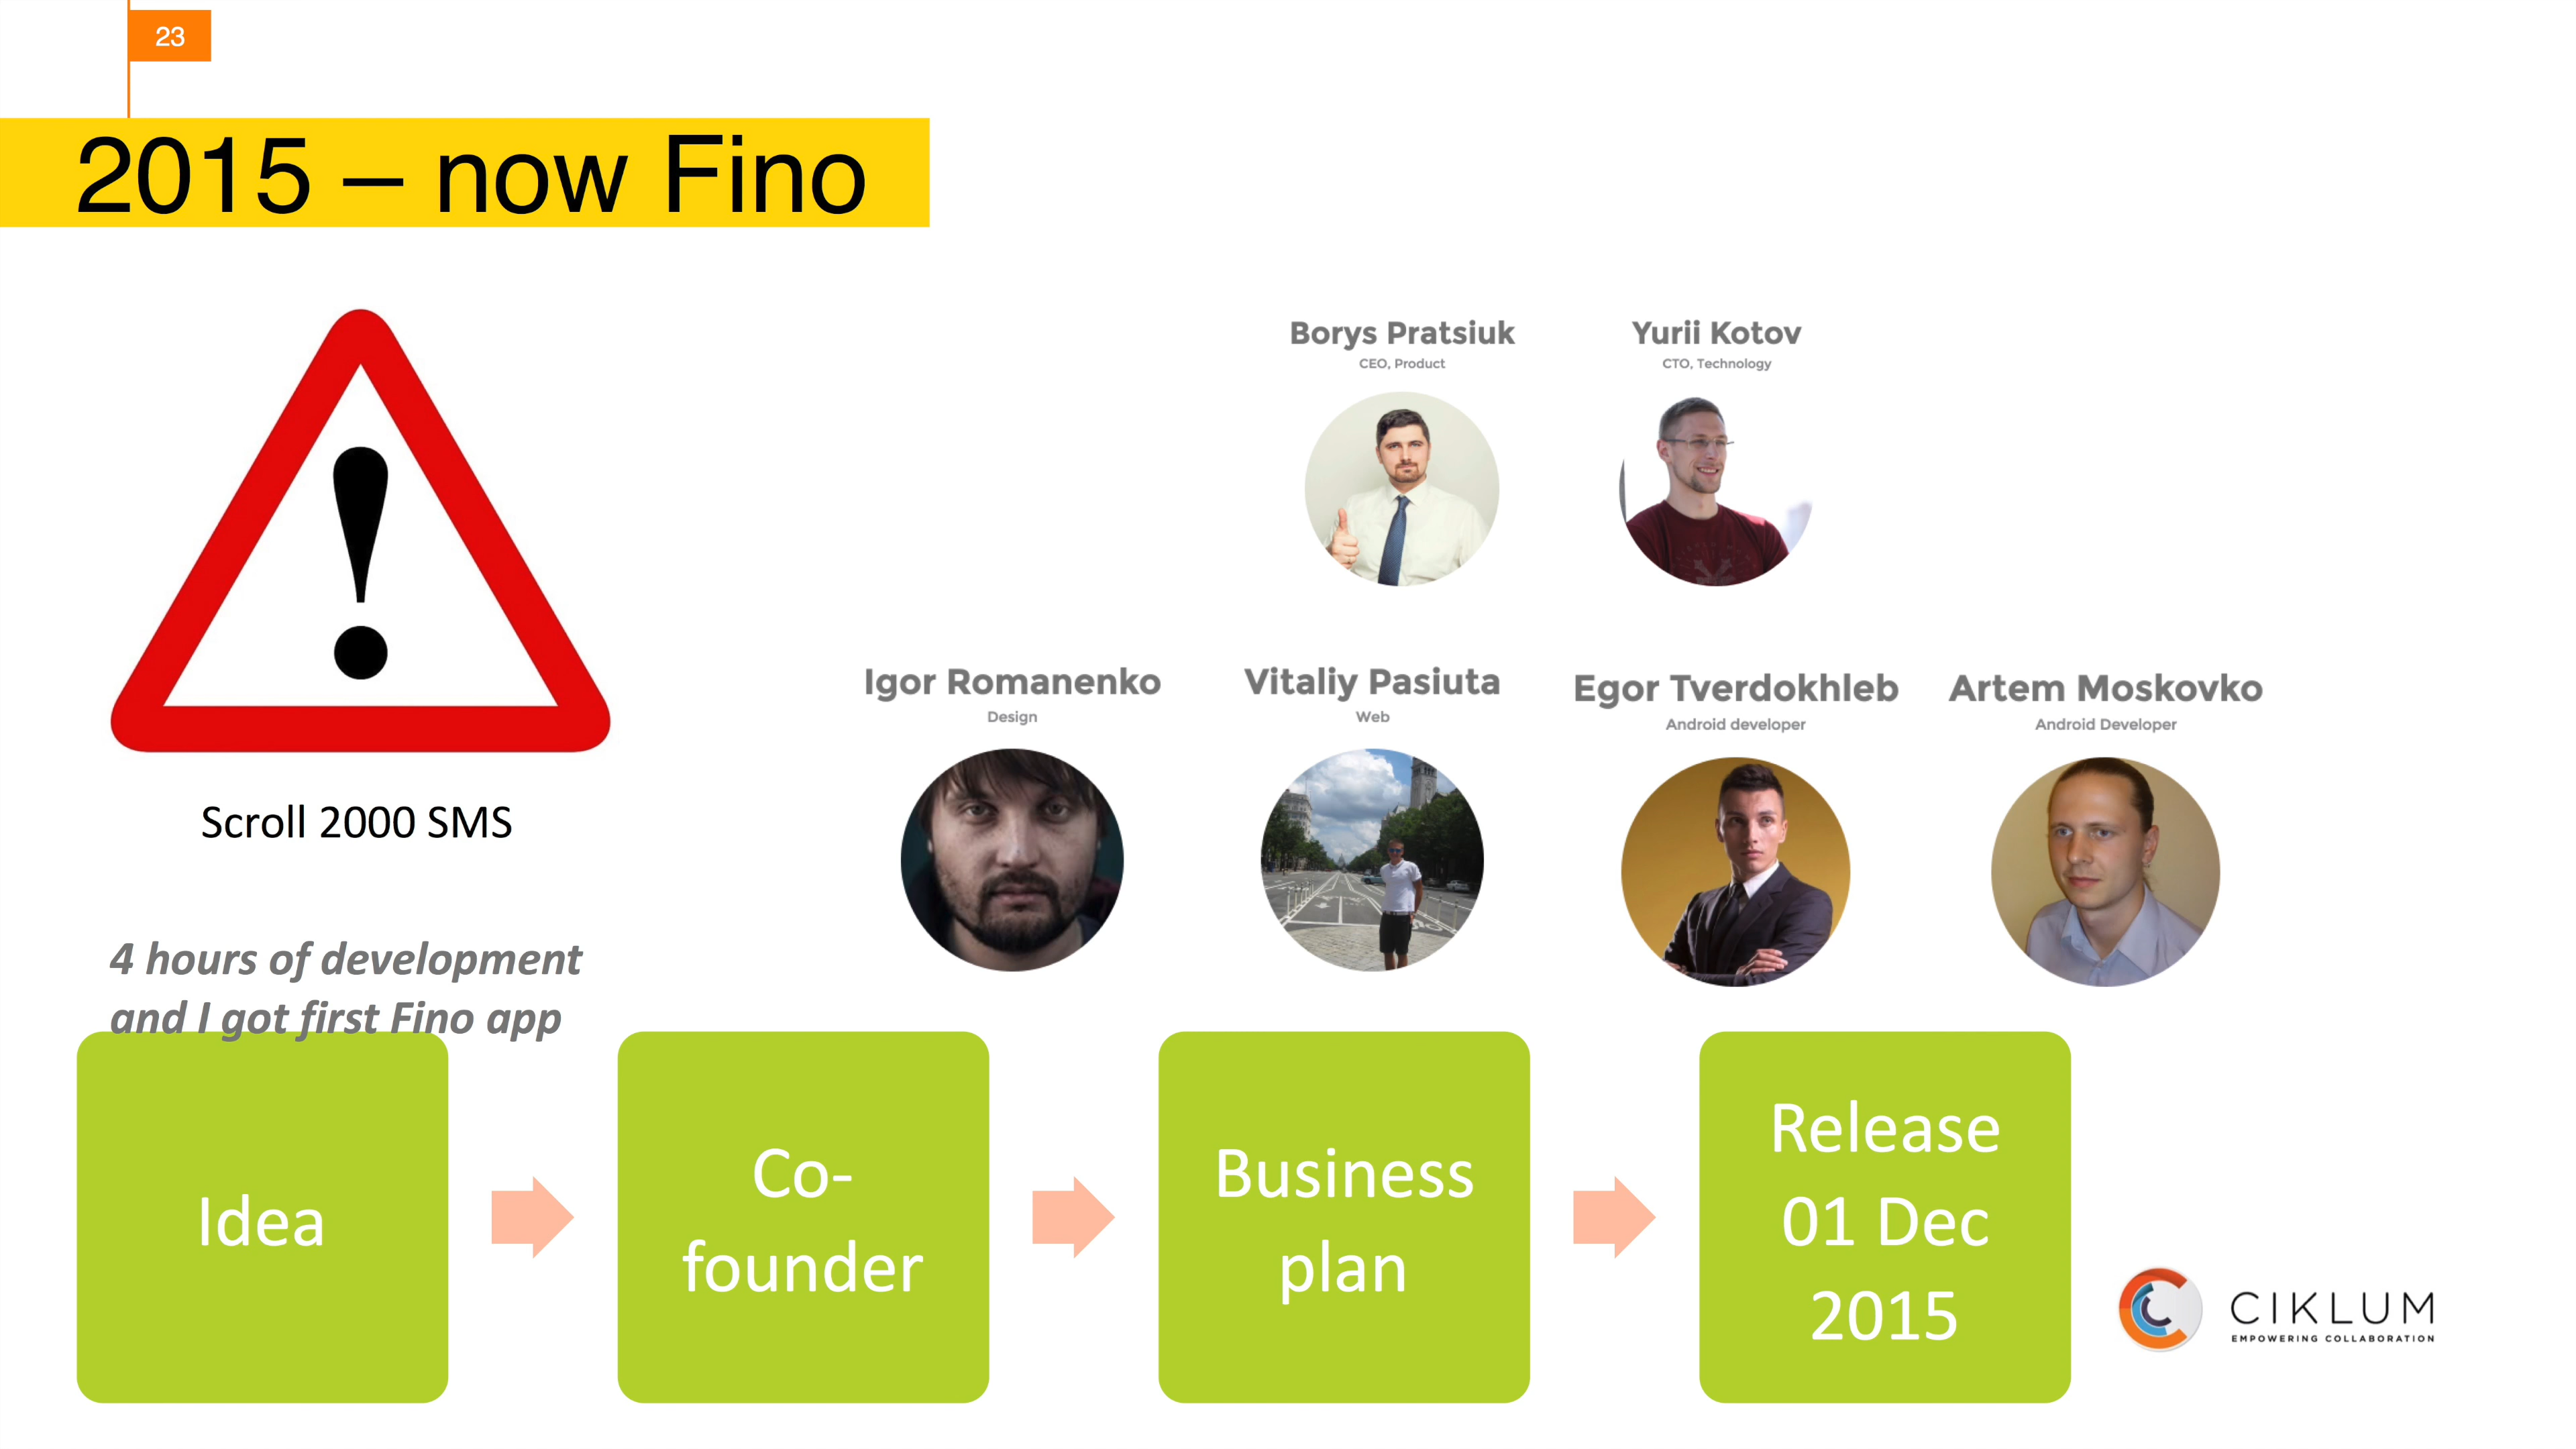 23
2015 – now Fino
Borys Pratsiuk
CEO, Product
Yurii Kotov
CTO, Technology
Igor Romanenko
Design
Vitaliy Pasiuta
Web
Egor Tverdokhleb
Android developer
Artem Moskovko
Android Developer
Scroll 2000 SMS
4 hours of development
and I got first Fino app
Idea
Co-
founder
Business
plan
Release
01 Dec
2015
CIKLUM
EMPOWERING COLLABORATION